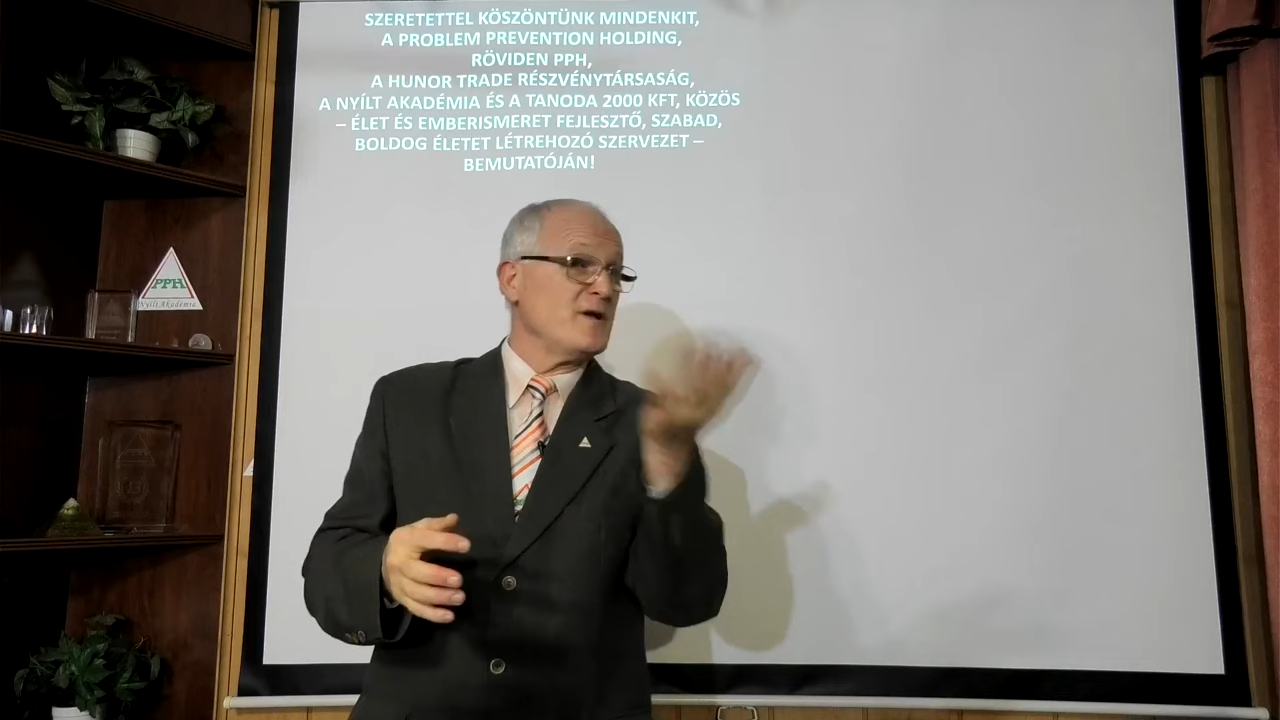 SZERETETTEL KÖSZÖNTÜNK MINDENKIT,
A PROBLEM PREVENTION HOLDING,
RÖVIDEN PPH,
A HUNOR TRADE RÉSZVÉNYTÁRSASÁG,
A NYÍLT AKADÉMIA ÉS A TANODA 2000 KFT, KÖZÖS
– ÉLET ÉS EMBERISMERET FEJLESZTŐ, SZABAD,
BOLDOG ÉLETET LÉTREHOZÓ SZERVEZET –
BEMUTATÓJÁN!
PPH
Nyílt Akadémia